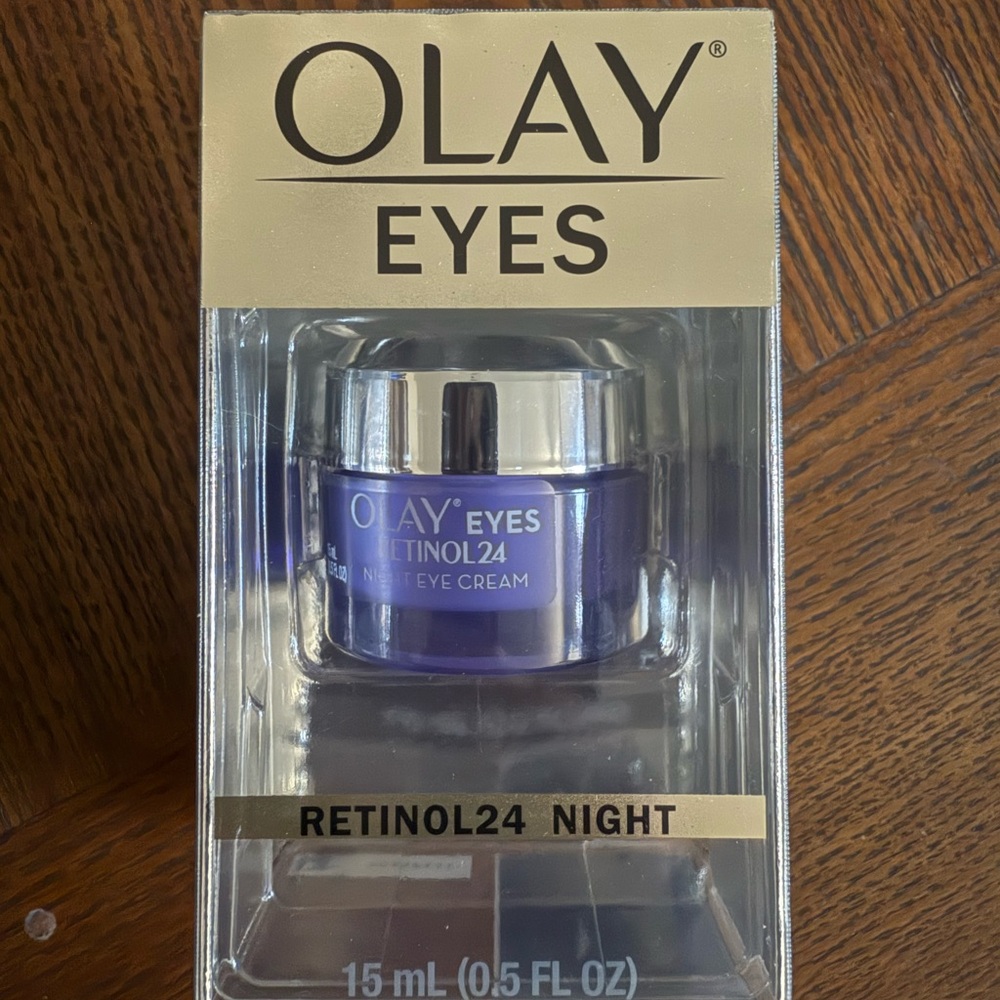 OLAY®
EYES
OLAY® EYES
RETINOL24
NIGHT EYE CREAM
RETINOL24 NIGHT
15 mL (0.5 FL OZ)